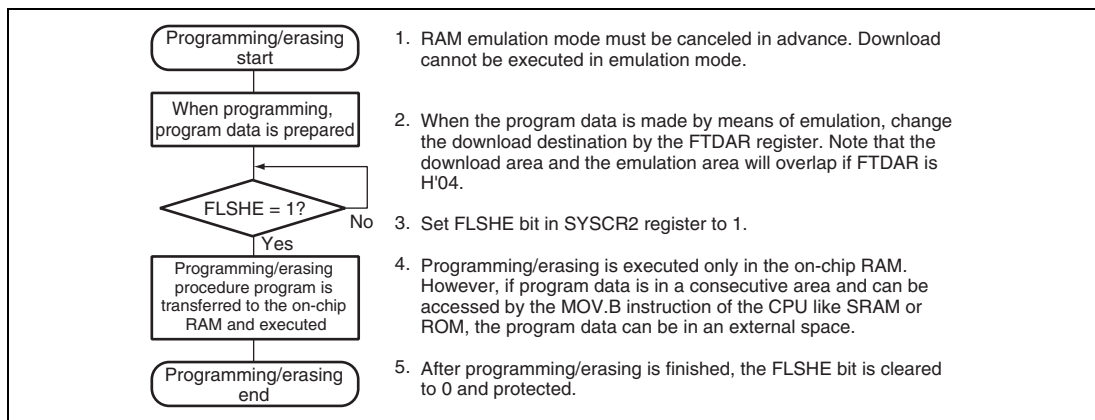 Programming/erasing
start
When programming,
program data is prepared
FLSHE = 1?
No
Yes
Programming/erasing
procedure program is
transferred to the on-chip
RAM and executed
Programming/erasing
end
1. RAM emulation mode must be canceled in advance. Download
cannot be executed in emulation mode.
2. When the program data is made by means of emulation, change
the download destination by the FTDAR register. Note that the
download area and the emulation area will overlap if FTDAR is
H'04.
3. Set FLSHE bit in SYSCR2 register to 1.
4. Programming/erasing is executed only in the on-chip RAM.
However, if program data is in a consecutive area and can be
accessed by the MOV.B instruction of the CPU like SRAM or
ROM, the program data can be in an external space.
5. After programming/erasing is finished, the FLSHE bit is cleared
to 0 and protected.